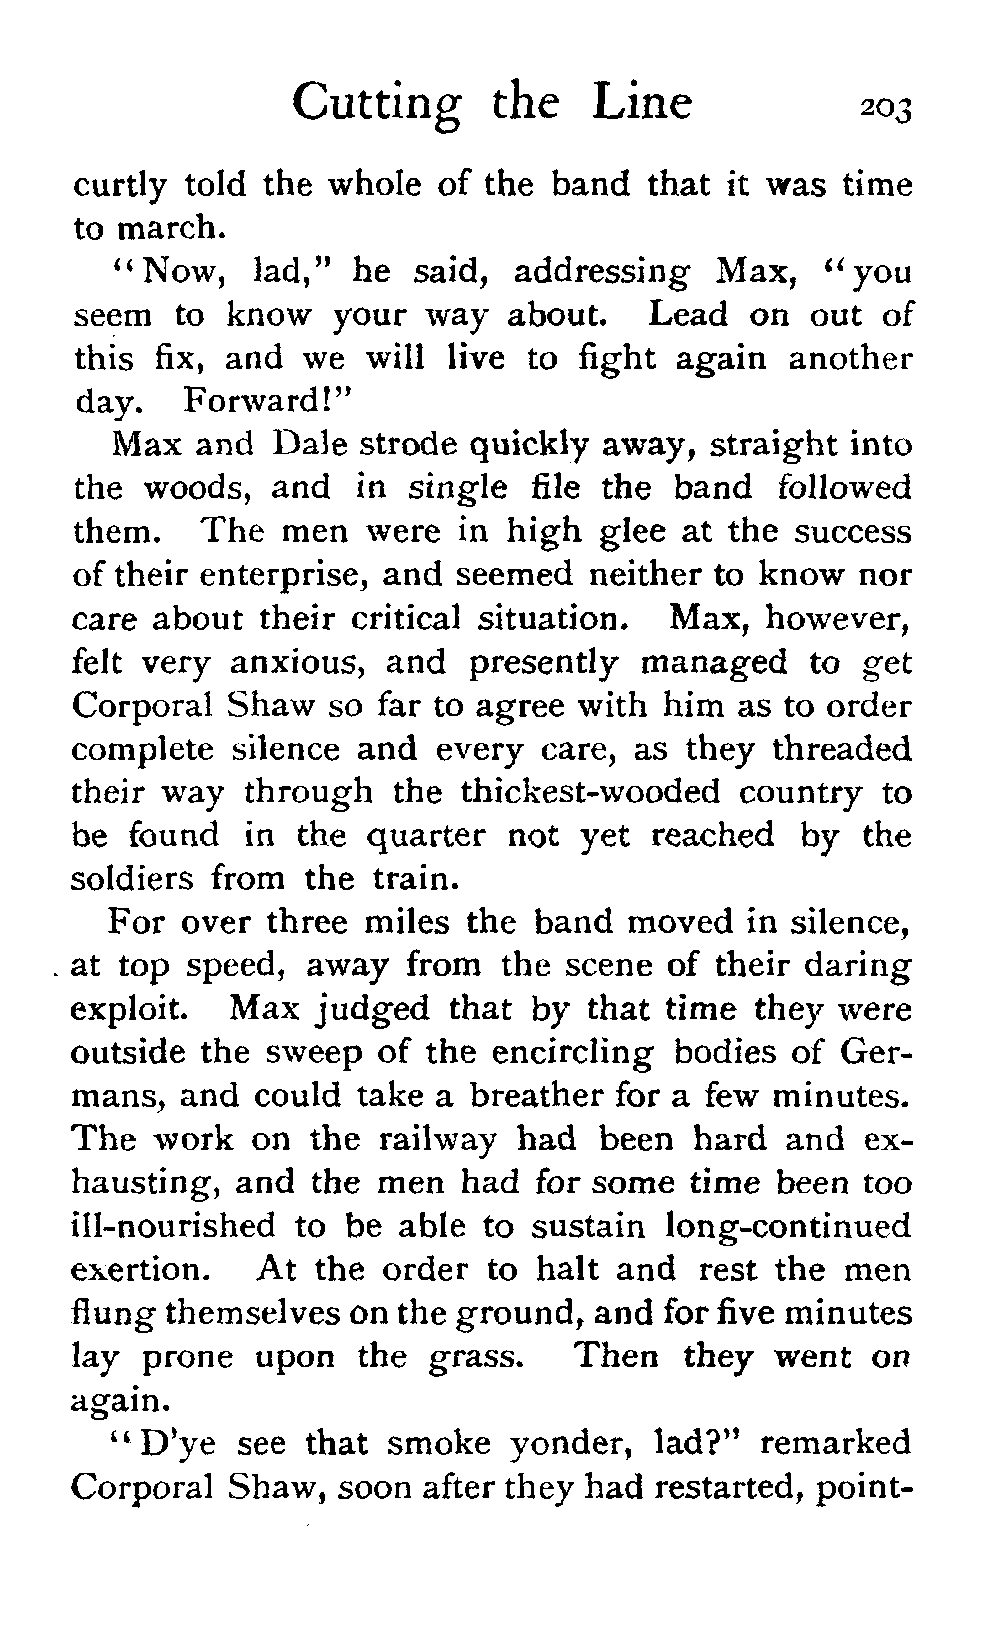 Cutting the Line 203
curtly told the whole of the band that it was time
to march.
"Now, lad," he said, addressing Max, "you
seem to know your way about. Lead on out of
this fix, and we will live to fight again another
day. Forward!"
Max and Dale strode quickly away, straight into
the woods, and in single file the band followed
them. The men were in high glee at the success
of their enterprise, and seemed neither to know nor
care about their critical situation. Max, however,
felt very anxious, and presently managed to get
Corporal Shaw so far to agree with him as to order
complete silence and every care, as they threaded
their way through the thickest-wooded country to
be found in the quarter not yet reached by the
soldiers from the train.
For over three miles the band moved in silence,
at top speed, away from the scene of their daring
exploit. Max judged that by that time they were
outside the sweep of the encircling bodies of Ger-
mans, and could take a breather for a few minutes.
The work on the railway had been hard and ex-
hausting, and the men had for some time been too
ill-nourished to be able to sustain long-continued
exertion. At the order to halt and rest the men
flung themselves on the ground, and for five minutes
lay prone upon the grass. Then they went on
again.
"D'ye see that smoke yonder, lad?" remarked
Corporal Shaw, soon after they had restarted, point-